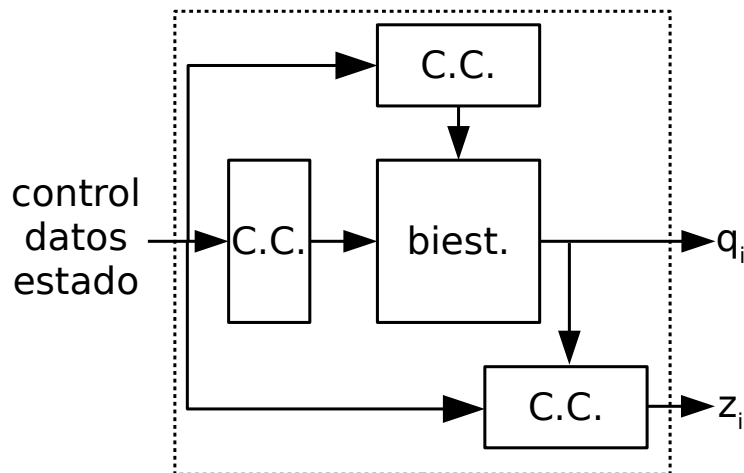 C.C.
control
datos
estado
C.C.
biest.
qi
C.C.
zi